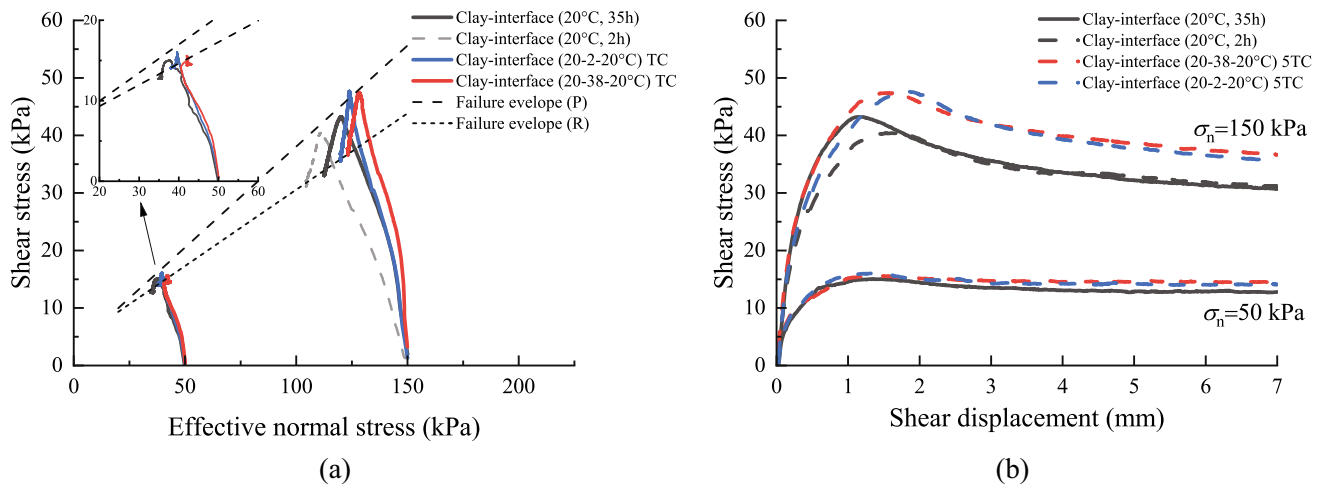 Clay-interface (20°C, 35h)
Clay-interface (20°C, 2h)
Clay-interface (20-2-20°C) TC
Clay-interface (20-38-20°C) TC
Failure evelope (P)
Failure evelope (R)
20
10
0
20 30 40 50 60
60
50
40
30
20
10
0
0 50 100 150 200
Shear stress (kPa)
Effective normal stress (kPa)
(a)
Clay-interface (20°C, 35h)
Clay-interface (20°C, 2h)
Clay-interface (20-38-20°C) 5TC
Clay-interface (20-2-20°C) 5TC
σn=150 kPa
σn=50 kPa
60
50
40
30
20
10
0
0 1 2 3 4 5 6 7
Shear stress (kPa)
Shear displacement (mm)
(b)